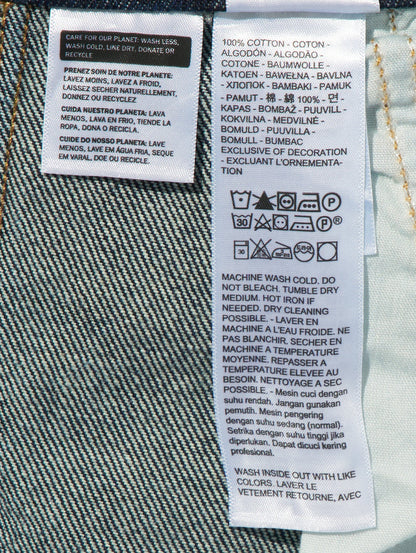 CARE FOR OUR PLANET: WASH LESS,
WASH COLD, LINE DRY, DONATE OR
RECYCLE
PRENEZ SOIN DE NOTRE PLANETE:
LAVEZ MOINS, LAVEZ A FROID,
LAISSEZ SECHER NATURELLEMENT,
DONNEZ OU RECYCLEZ
CUIDA NUESTRO PLANETA: LAVA
MENOS, LAVA EN FRIO, TIENDE LA
ROPA, DONA O RECICLA.
CUIDE DO NOSSO PLANETA: LAVE
MENOS, LAVE EM ÁGUA FRIA, SEQUE
EM VARAL. DOE OU RECICLE.
100% COTTON - COTON -
ALGODÓN - ALGODÃO -
COTONE - BAUMWOLLE -
KATOEN - BAWEŁNA - BAVLNA
- ХЛОПОК - BAMBAKI - PAMUK
- PAMUT - 棉 - 綿 100% - 면 -
KAPAS - BOMBAŽ - PUUVILL -
KOKVILNA - MEDVILNĖ -
BOMULD - PUUVILLA -
BOMULL - BUMBAC
EXCLUSIVE OF DECORATION
- EXCLUANT L'ORNEMENTA-
TION
P
30 P
30
MACHINE WASH COLD. DO
NOT BLEACH. TUMBLE DRY
MEDIUM. HOT IRON IF
NEEDED. DRY CLEANING
POSSIBLE. - LAVER EN
MACHINE A L'EAU FROIDE. NE
PAS BLANCHIR. SECHER EN
MACHINE A TEMPERATURE
MOYENNE. REPASSER A
TEMPERATURE ELEVEE AU
BESOIN. NETTOYAGE A SEC
POSSIBLE. - Mesin cuci dengan
suhu rendah. Jangan gunakan
pemutih. Mesin pengering
dengan suhu sedang (normal).
Setrika dengan suhu tinggi jika
diperlukan. Dapat dicuci kering
profesional.
WASH INSIDE OUT WITH LIKE
COLORS. LAVER LE
VETEMENT RETOURNE, AVEC